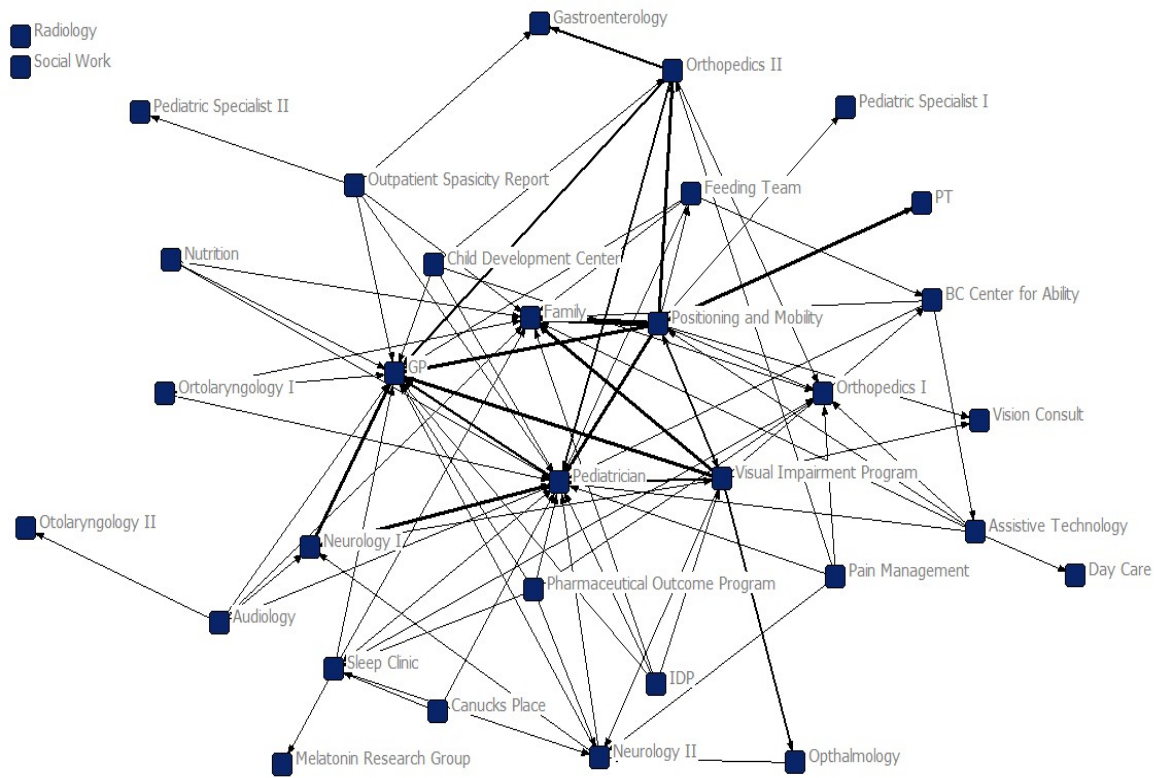 Gastroenterology
Radiology
Social Work
Orthopedics II
Pediatric Specialist II
Pediatric Specialist I
Outpatient Spasicity Report
Feeding Team
PT
Nutrition
Child Development Center
BC Center for Ability
Family
Positioning and Mobility
GP
Ortolaryngology I
Orthopedics I
Vision Consult
Pediatrician
Visual Impairment Program
Otolaryngology II
Neurology I
Assistive Technology
Pharmaceutical Outcome Program
Pain Management
Day Care
Audiology
Sleep Clinic
IDP
Canucks Place
Melatonin Research Group
Neurology II
Opthalmology